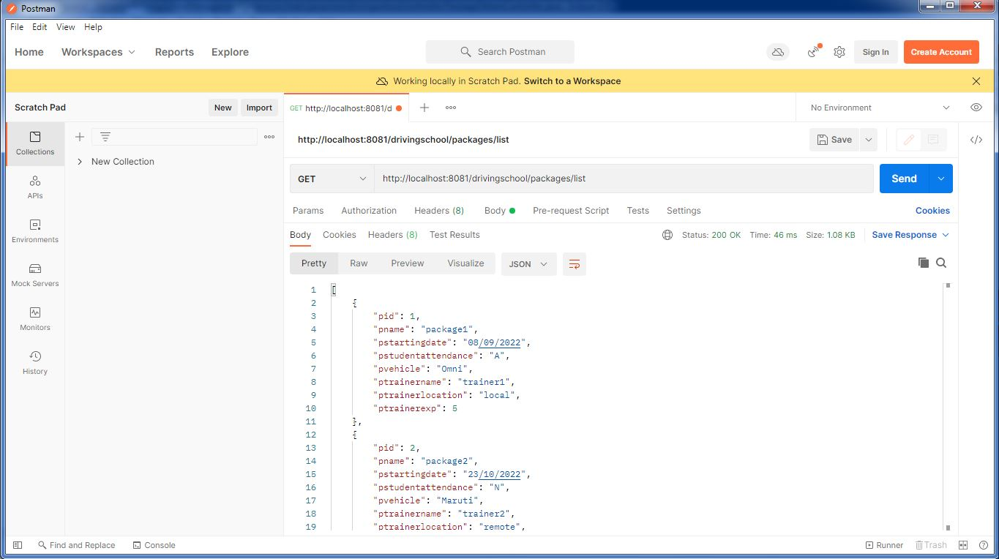 Postman
File Edit View Help
Home Workspaces Reports Explore Search Postman Sign In Create Account
Working locally in Scratch Pad. Switch to a Workspace
Scratch Pad New Import GET http://localhost:8081/d No Environment
http://localhost:8081/drivingschool/packages/list Save
Collections
New Collection
GET http://localhost:8081/drivingschool/packages/list Send
APIs
Params Authorization Headers (8) Body Pre-request Script Tests Settings Cookies
Environments
Body Cookies Headers (8) Test Results Status: 200 OK Time: 46 ms Size: 1.08 KB Save Response
Pretty Raw Preview Visualize JSON
Mock Servers
Monitors
History
1 [
2 {
3 "pid": 1,
4 "pname": "package1",
5 "pstartingdate": "08/09/2022",
6 "pstudentattendance": "A",
7 "pvehicle": "Omni",
8 "ptrainername": "trainer1",
9 "ptrainerlocation": "local",
10 "ptrainerexp": 5
11 },
12 {
13 "pid": 2,
14 "pname": "package2",
15 "pstartingdate": "23/10/2022",
16 "pstudentattendance": "N",
17 "pvehicle": "Maruti",
18 "ptrainername": "trainer2",
19 "ptrainerlocation": "remote",
Find and Replace Console Runner Trash